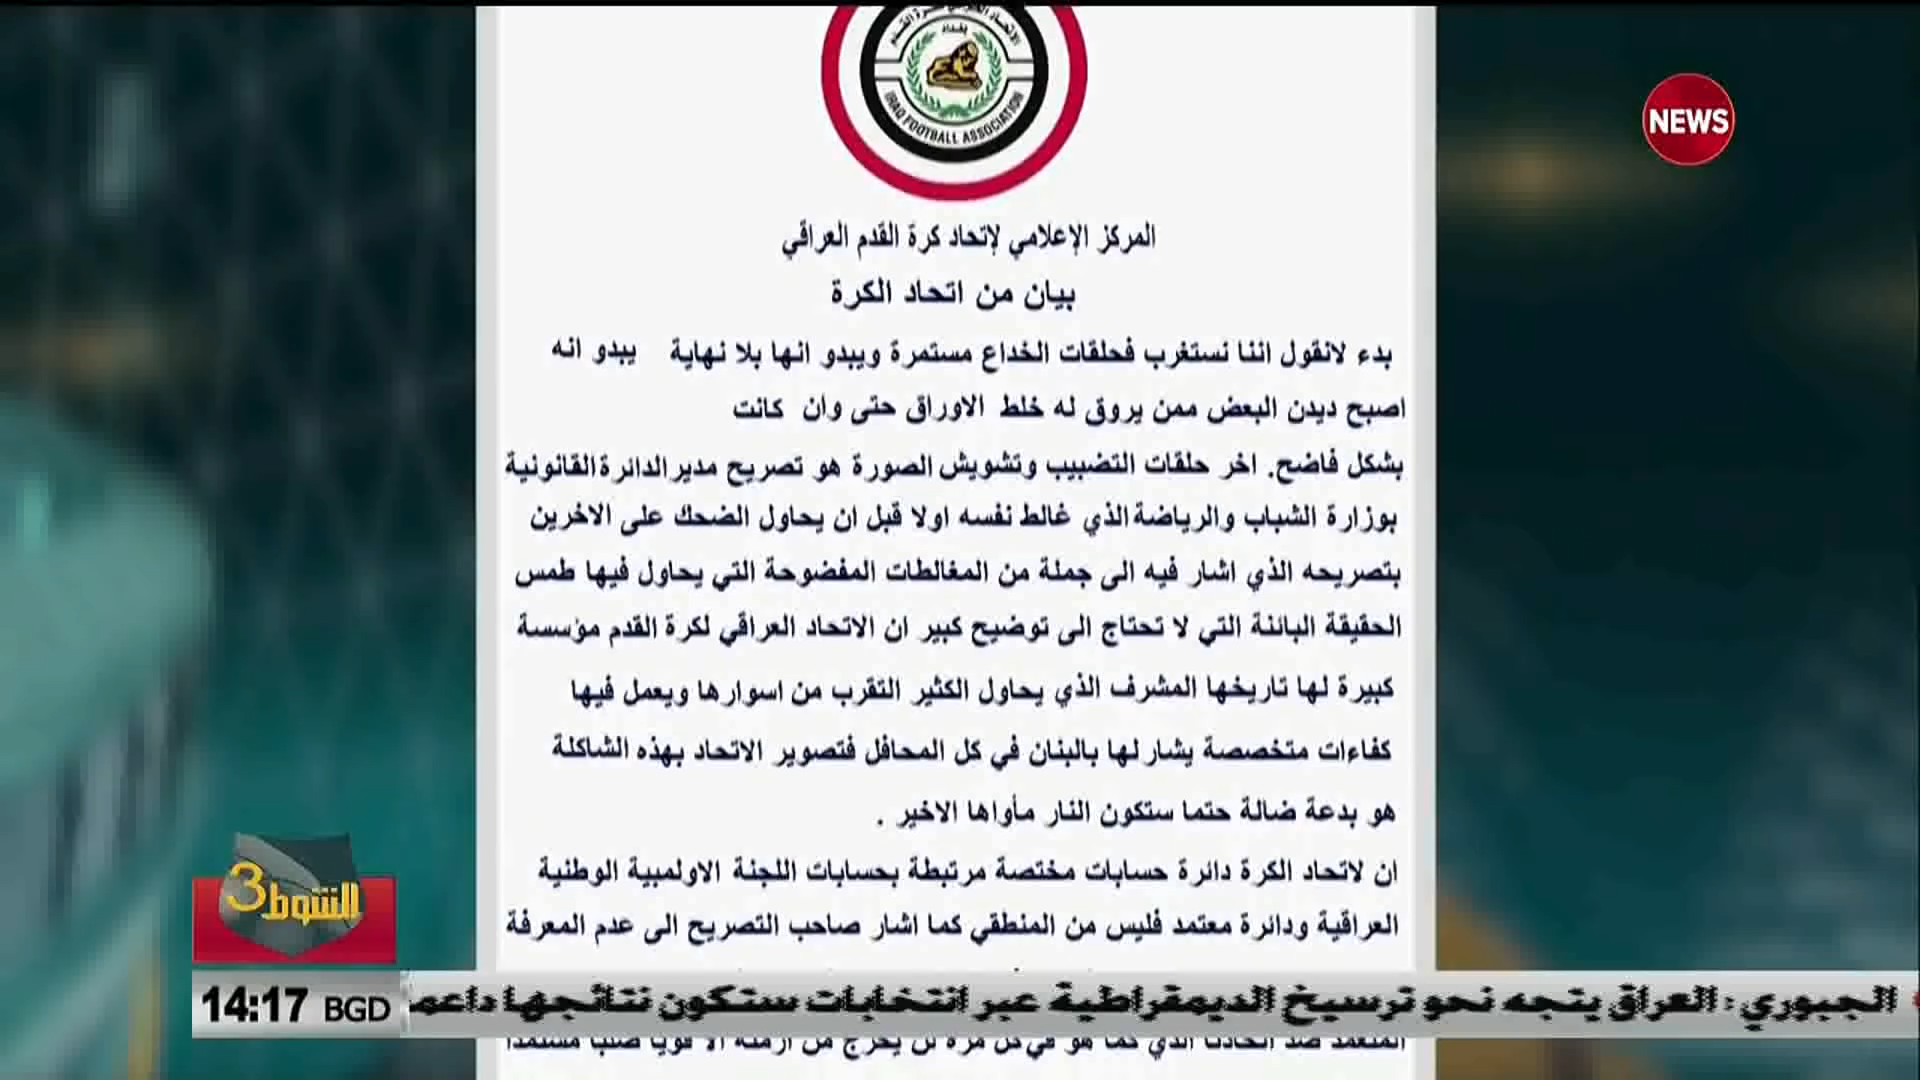 بغداد
IRAQ FOOTBALL ASSOCIATION
NEWS
المركز الإعلامي لإتحاد كرة القدم العراقي
بيان من اتحاد الكرة
بدء لانقول اننا نستغرب فحلقات الخداع مستمرة ويبدو انها بلا نهاية يبدو انه
اصبح ديدن البعض ممن يروق له خلط الاوراق حتى وان كانت
بشكل فاضح. اخر حلقات التضبيب وتشويش الصورة هو تصريح مدير الدائرة القانونية
بوزارة الشباب والرياضة الذي غالط نفسه اولا قبل ان يحاول الضحك على الاخرين
بتصريحه الذي اشار فيه الى جملة من المغالطات المفضوحة التي يحاول فيها طمس
الحقيقة البائنة التي لا تحتاج الى توضيح كبير ان الاتحاد العراقي لكرة القدم مؤسسة
كبيرة لها تاريخها المشرف الذي يحاول الكثير التقرب من اسوارها ويعمل فيها
كفاءات متخصصة يشار لها بالبنان في كل المحافل فتصوير الاتحاد بهذه الشاكلة
هو بدعة ضالة حتما ستكون النار مأواها الاخير .
ان لاتحاد الكرة دائرة حسابات مختصة مرتبطة بحسابات اللجنة الاولمبية الوطنية
العراقية ودائرة معتمد فليس من المنطقي كما اشار صاحب التصريح الى عدم المعرفة
الشوط 3
14:17 BGD
الجبوري : العراق يتجه نحو ترسيخ الديمقراطية عبر انتخابات ستكون نتائجها داعم